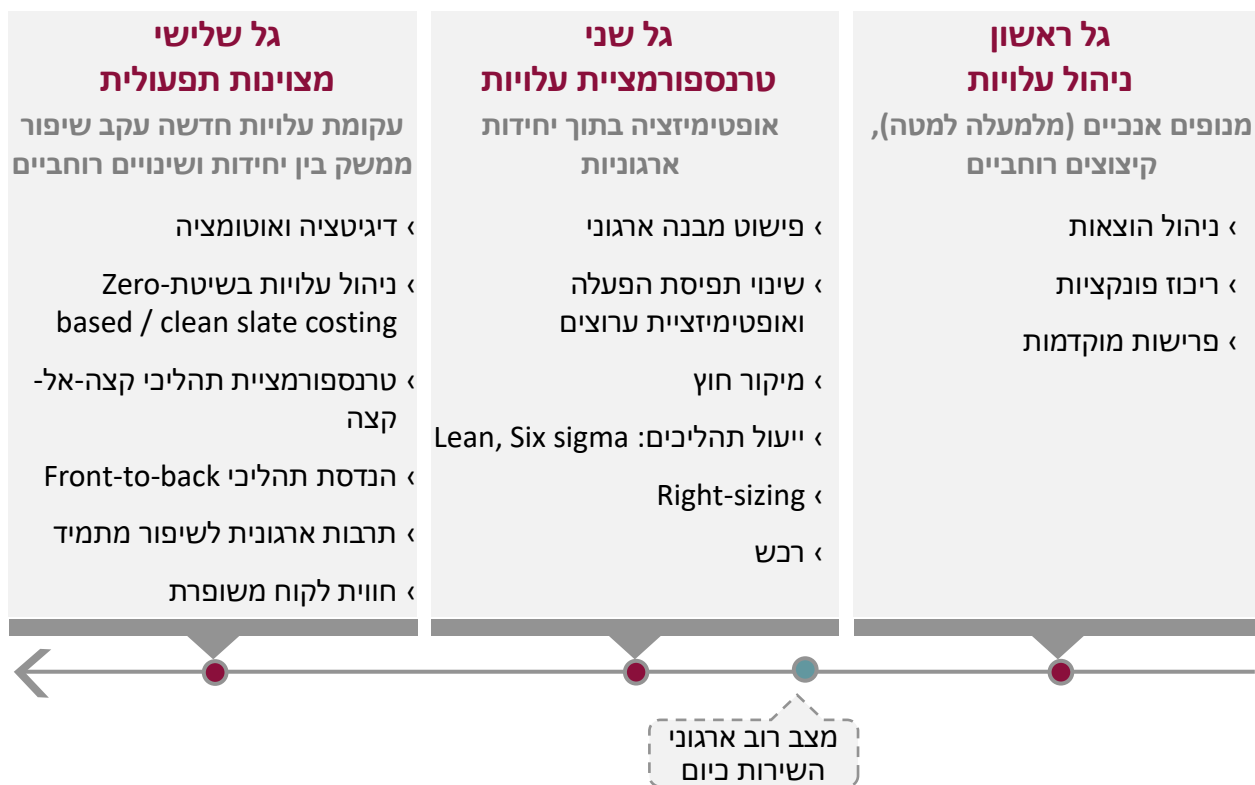 גל ראשון
ניהול עלויות
מנופים אנכיים (מלמעלה למטה),
קיצוצים רוחביים
› ניהול הוצאות
› ריכוז פונקציות
› פרישות מוקדמות
גל שני
טרנספורמציית עלויות
אופטימיזציה בתוך יחידות
ארגוניות
› פישוט מבנה ארגוני
› שינוי תפיסת הפעלה
ואופטימיזציית ערוצים
› מיקור חוץ
› ייעול תהליכים: Lean, Six sigma
› Right-sizing
› רכש
גל שלישי
מצוינות תפעולית
עקומת עלויות חדשה עקב שיפור
ממשק בין יחידות ושינויים רוחביים
› דיגיטציה ואוטומציה
› ניהול עלויות בשיטת-Zero
based / clean slate costing
› טרנספורמציית תהליכי קצה-אל-
קצה
› הנדסת תהליכי Front-to-back
› תרבות ארגונית לשיפור מתמיד
› חווית לקוח משופרת
מצב רוב ארגוני
השירות כיום